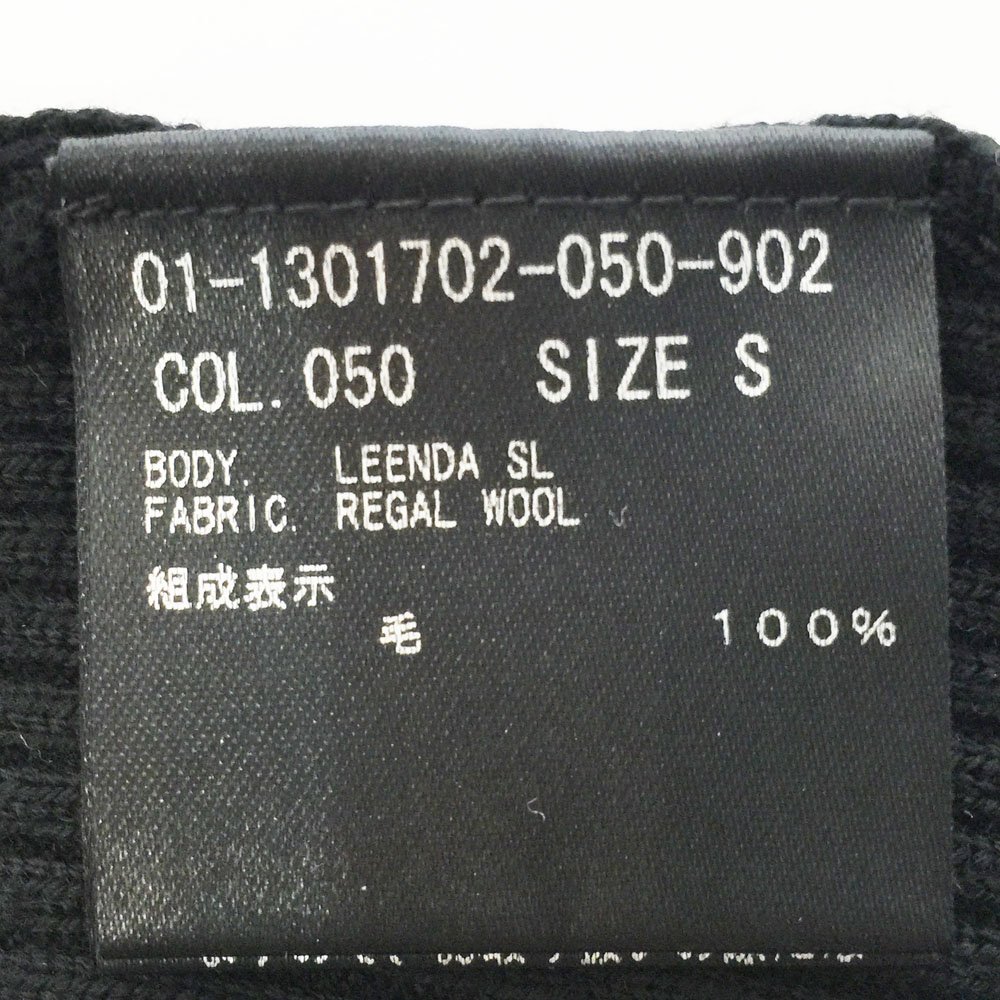 01-1301702-050-902
COL. 050 SIZE S
BODY. LEENDA SL
FABRIC. REGAL WOOL
組成表示
毛 100%